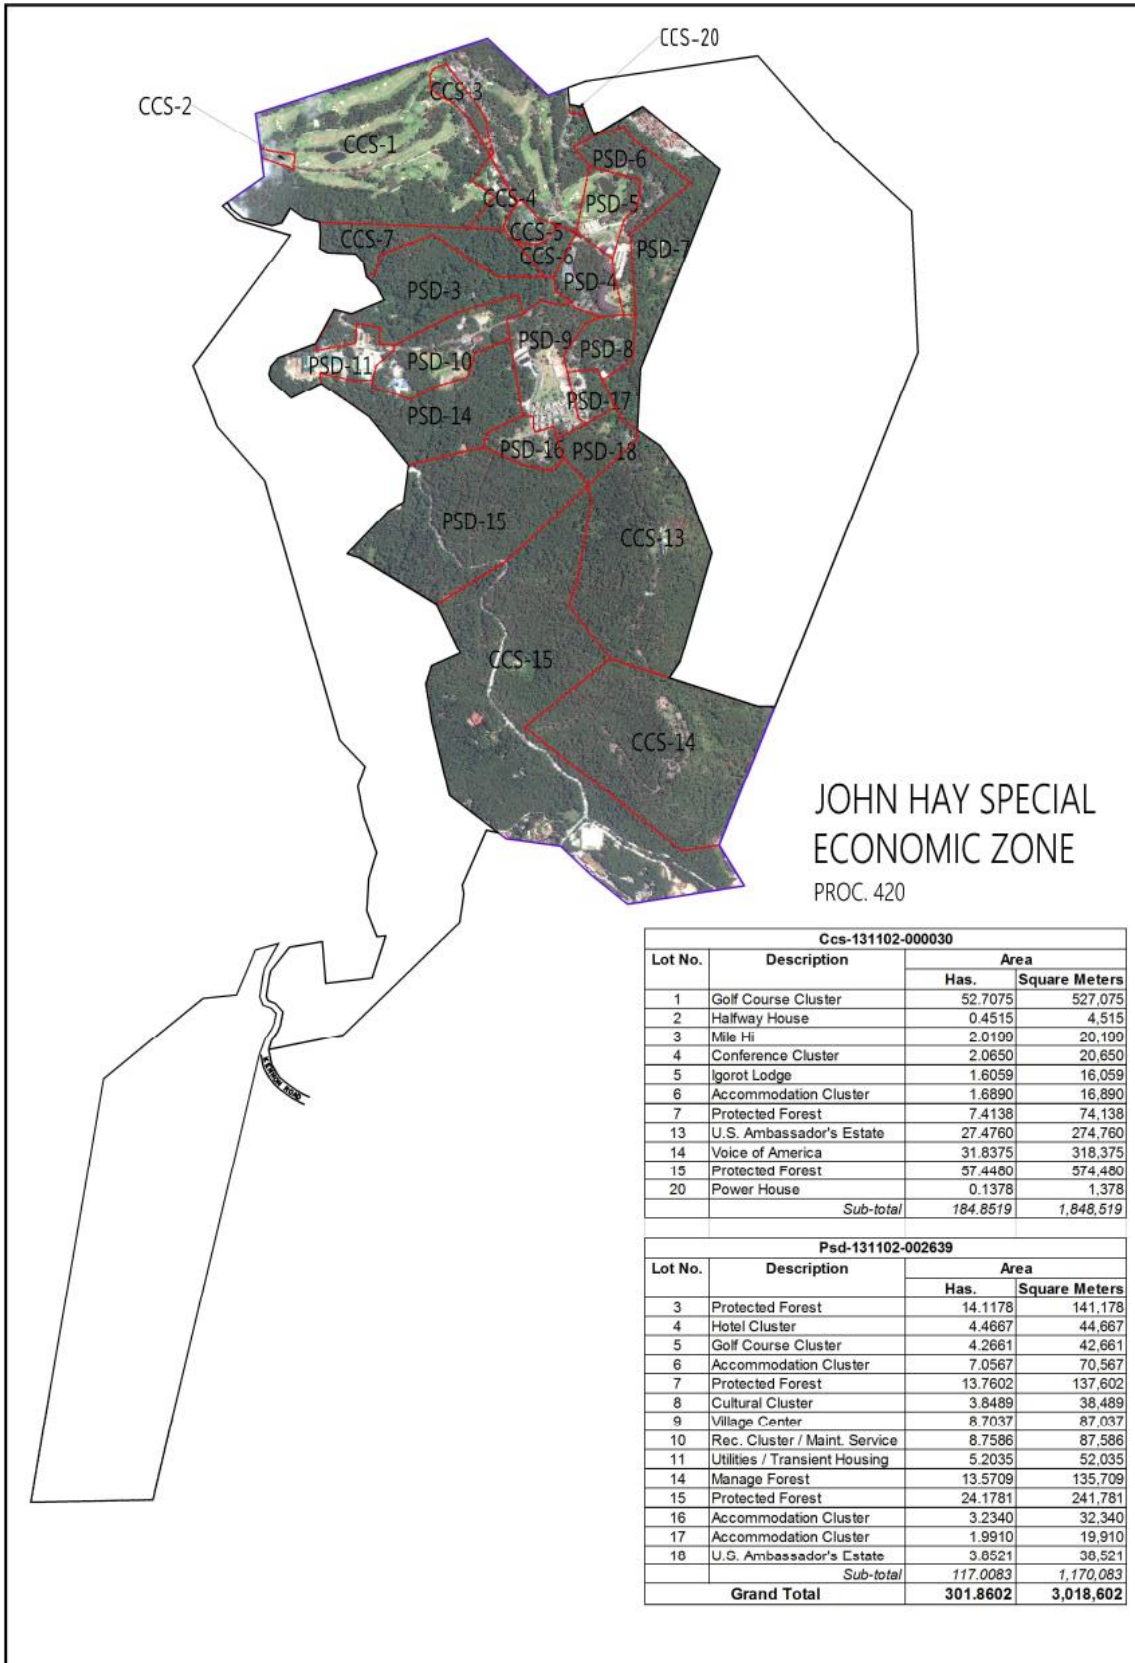 CCS-20
CCS-2
CCS-3
CCS-1
PSD-6
CCS-4
PSD-5
CCS-5
CCS-7
CCS-6
PSD-7
PSD-4
PSD-3
PSD-9
PSD-8
PSD-11
PSD-10
PSD-17
PSD-14
PSD-16
PSD-18
PSD-15
CCS-13
CCS-15
CCS-14
JOHN HAY SPECIAL
ECONOMIC ZONE
PROC. 420
KENNON ROAD
Ccs-131102-000030
Lot No. Description Area
Has. Square Meters
1 Golf Course Cluster 52.7075 527,075
2 Halfway House 0.4515 4,515
3 Mile Hi 2.0199 20,199
4 Conference Cluster 2.0650 20,650
5 Igorot Lodge 1.6059 16,059
6 Accommodation Cluster 1.6890 16,890
7 Protected Forest 7.4138 74,138
13 U.S. Ambassador's Estate 27.4760 274,760
14 Voice of America 31.8375 318,375
15 Protected Forest 57.4480 574,480
20 Power House 0.1378 1,378
Sub-total 184.8519 1,848,519
Psd-131102-002639
Lot No. Description Area
Has. Square Meters
3 Protected Forest 14.1178 141,178
4 Hotel Cluster 4.4667 44,667
5 Golf Course Cluster 4.2661 42,661
6 Accommodation Cluster 7.0567 70,567
7 Protected Forest 13.7602 137,602
8 Cultural Cluster 3.8489 38,489
9 Village Center 8.7037 87,037
10 Rec. Cluster / Maint. Service 8.7586 87,586
11 Utilities / Transient Housing 5.2035 52,035
14 Manage Forest 13.5709 135,709
15 Protected Forest 24.1781 241,781
16 Accommodation Cluster 3.2340 32,340
17 Accommodation Cluster 1.9910 19,910
18 U.S. Ambassador's Estate 3.8521 38,521
Sub-total 117.0083 1,170,083
Grand Total 301.8602 3,018,602